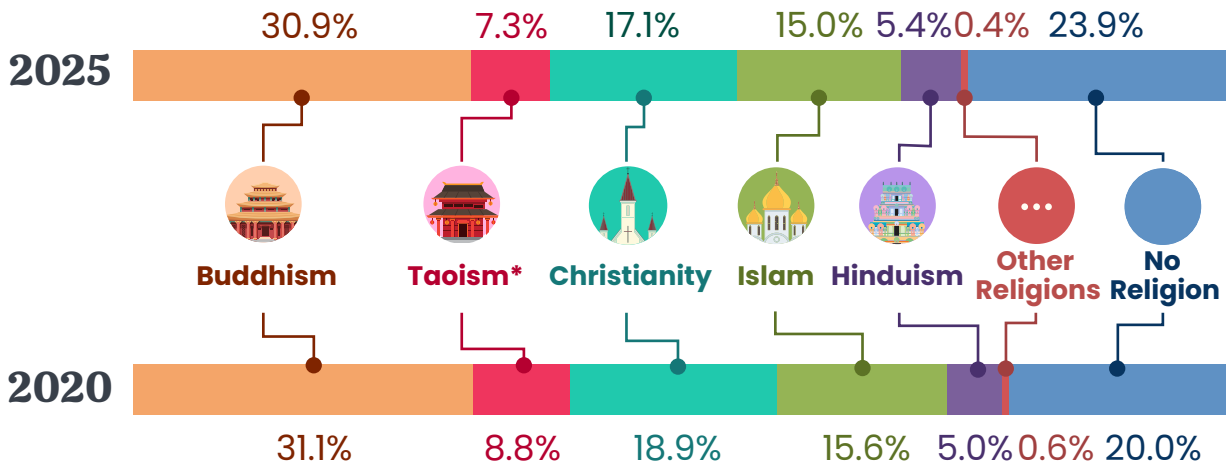 30.9% 7.3% 17.1% 15.0% 5.4% 0.4% 23.9%
2025
Buddhism Taoism* Christianity Islam Hinduism Other Religions No Religion
2020
31.1% 8.8% 18.9% 15.6% 5.0% 0.6% 20.0%